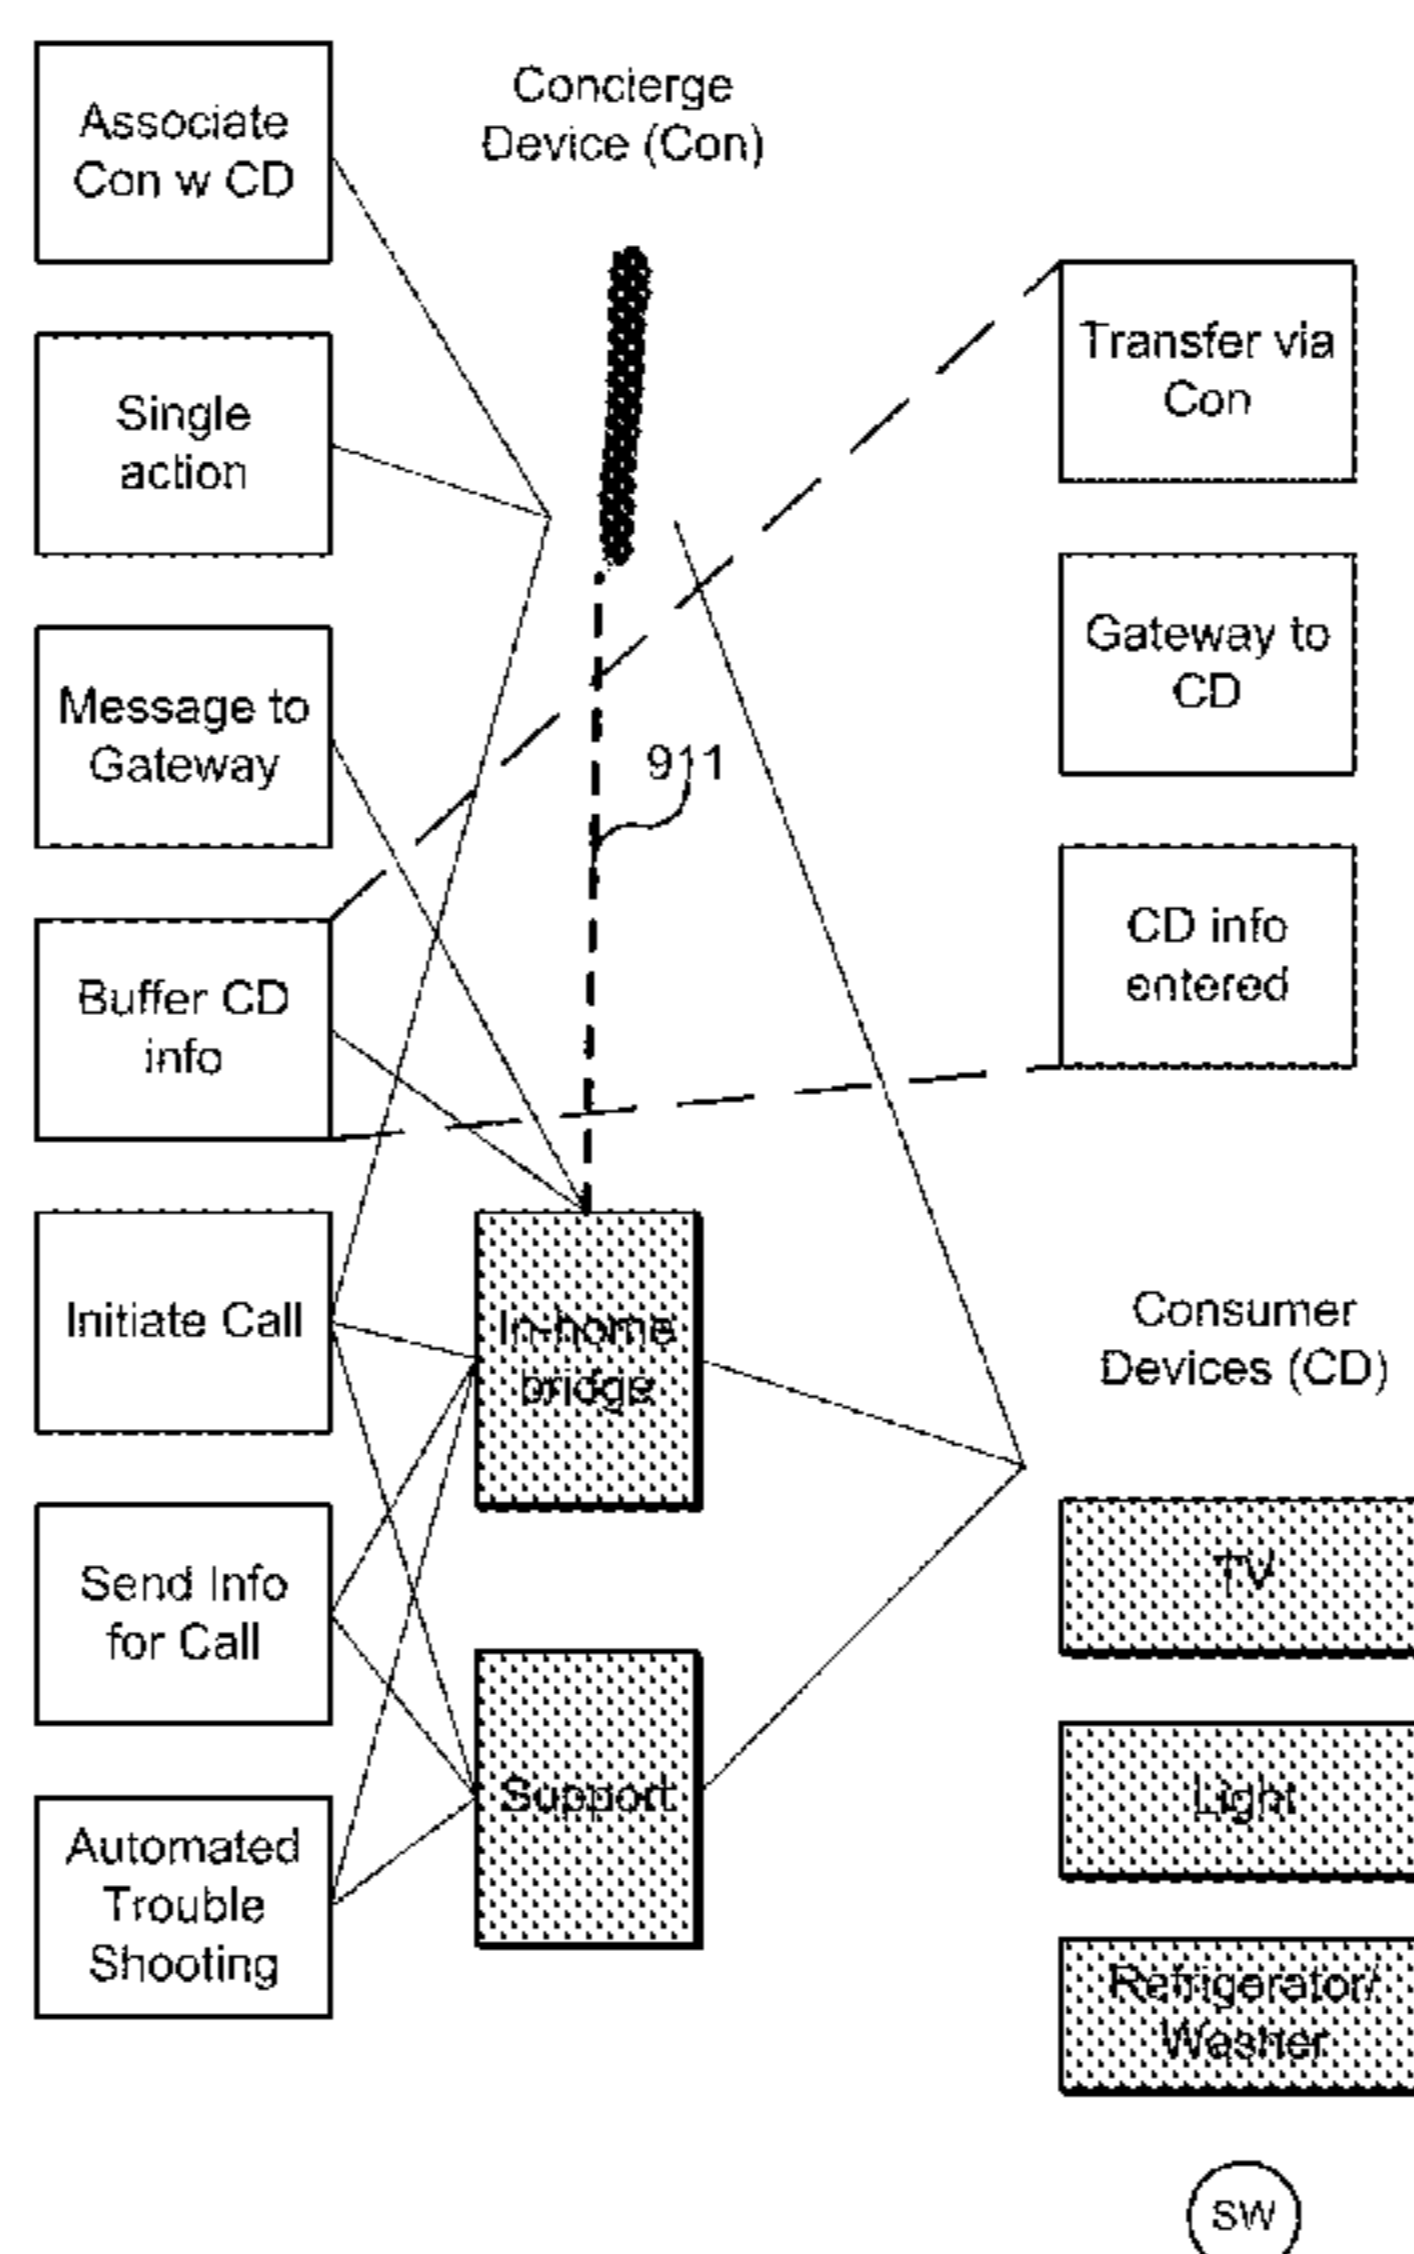 Associate
Con w CD
Concierge
Device (Con)
Single
action
Transfer via
Con
Message to
Gateway
911
Gateway to
CD
Buffer CD
info
CD info
entered
Initiate Call
In-home
bridge
Consumer
Devices (CD)
Send Info
for Call
TV
Support
Light
Automated
Trouble
Shooting
Refrigerator/
Washer
SW